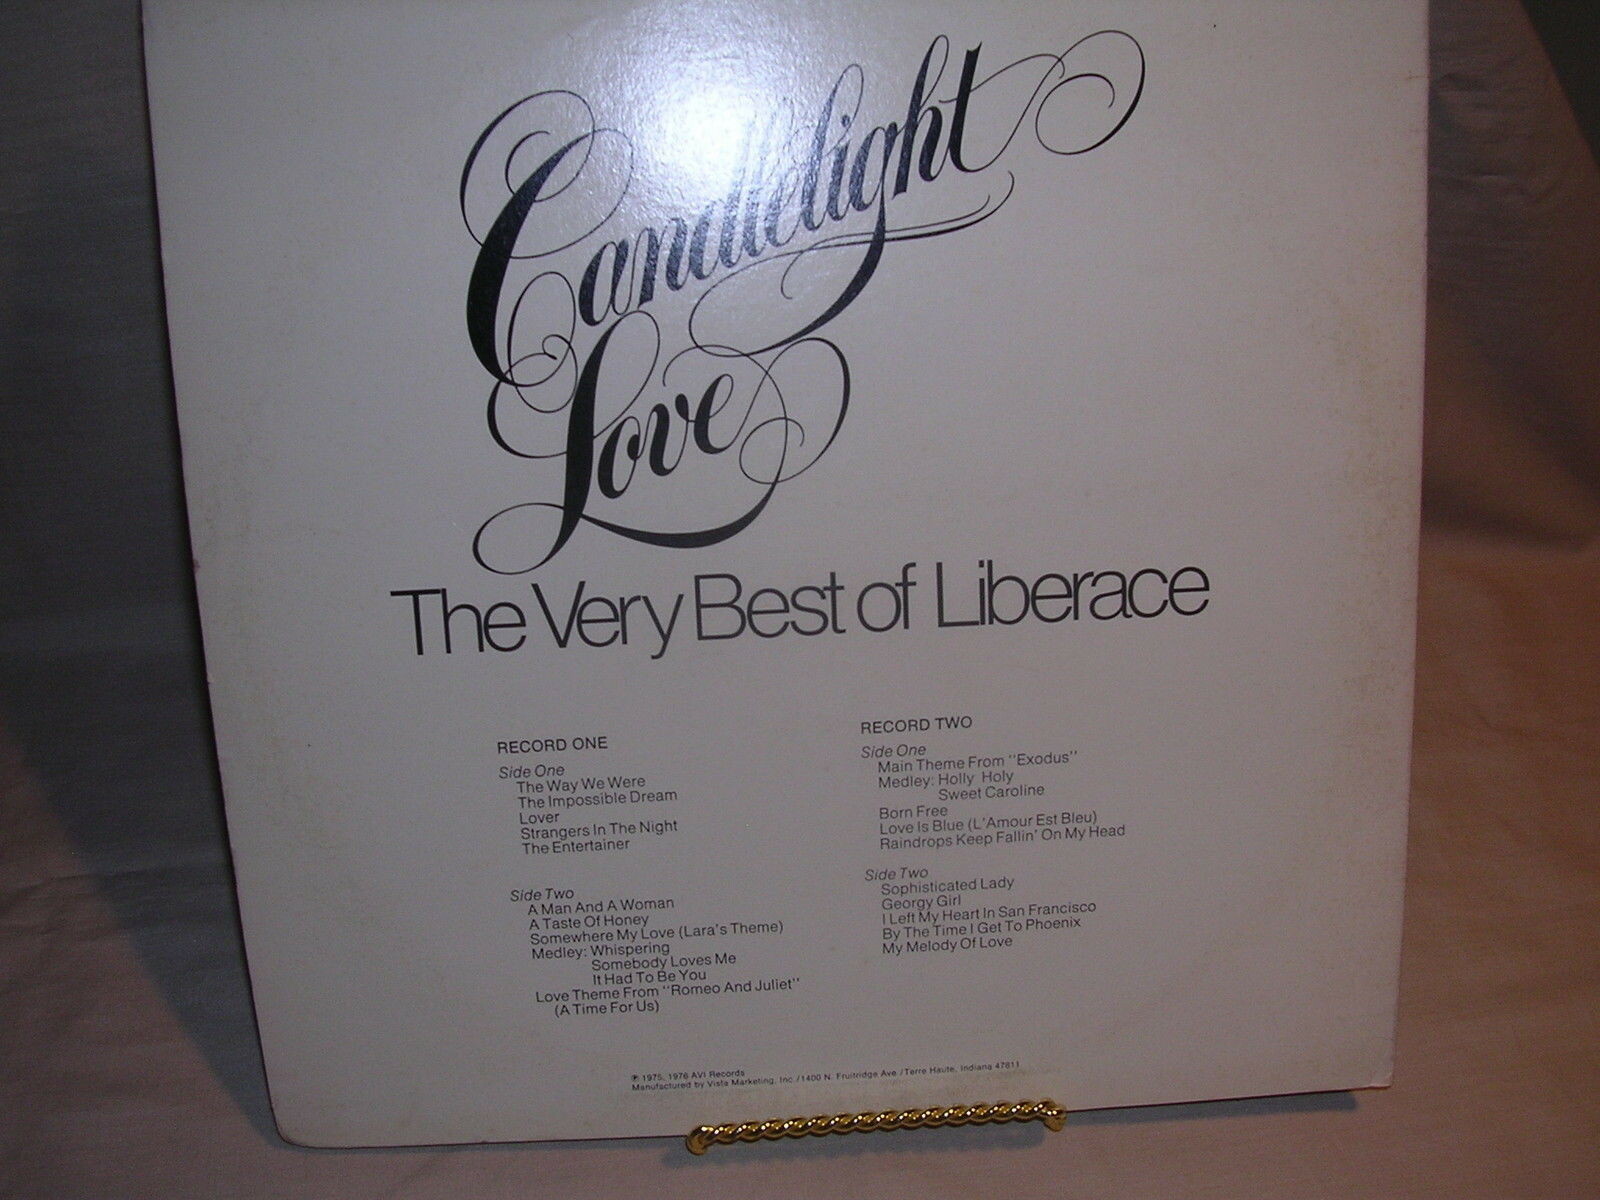 Candlelight
Love
The Very Best of Liberace
RECORD ONE
Side One
The Way We Were
The Impossible Dream
Lover
Strangers In The Night
The Entertainer
Side Two
A Man And A Woman
A Taste Of Honey
Somewhere My Love (Lara's Theme)
Medley: Whispering
Somebody Loves Me
It Had To Be You
Love Theme From "Romeo And Juliet"
(A Time For Us)
RECORD TWO
Side One
Main Theme From "Exodus"
Medley: Holly Holy
Sweet Caroline
Born Free
Love Is Blue (L'Amour Est Bleu)
Raindrops Keep Fallin' On My Head
Side Two
Sophisticated Lady
Georgy Girl
I Left My Heart In San Francisco
By The Time I Get To Phoenix
My Melody Of Love
℗ 1975, 1976 AVI Records
Manufactured by Vista Marketing, Inc./1400 N. Fruitridge Ave./Terre Haute, Indiana 47811